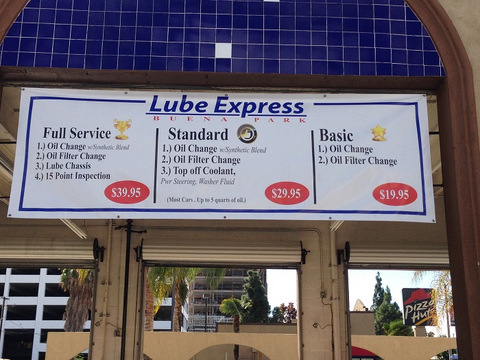 Lube Express
BUENA PARK
Full Service
1.) Oil Change w/Synthetic Blend
2.) Oil Filter Change
3.) Lube Chassis
4.) 15 Point Inspection
$39.95
Standard
1.) Oil Change w/Synthetic Blend
2.) Oil Filter Change
3.) Top off Coolant,
Pwr Steering, Washer Fluid
(Most Cars . Up to 5 quarts of oil.)
$29.95
Basic
1.) Oil Change
2.) Oil Filter Change
$19.95
Pizza
Hut